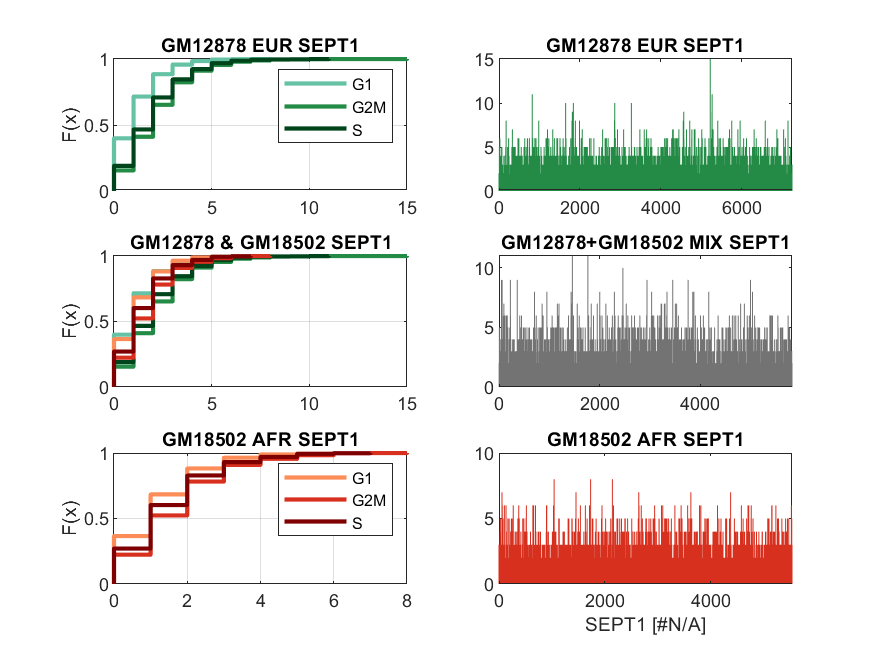 GM12878 EUR SEPT1
1
0.5
0
F(x)
0 5 10 15
G1
G2M
S
GM12878 EUR SEPT1
15
10
5
0
0 2000 4000 6000
GM12878 & GM18502 SEPT1
1
0.5
0
F(x)
0 5 10 15
GM12878+GM18502 MIX SEPT1
10
5
0
0 2000 4000
GM18502 AFR SEPT1
1
0.5
0
F(x)
0 2 4 6 8
G1
G2M
S
GM18502 AFR SEPT1
10
5
0
0 2000 4000
SEPT1 [#N/A]